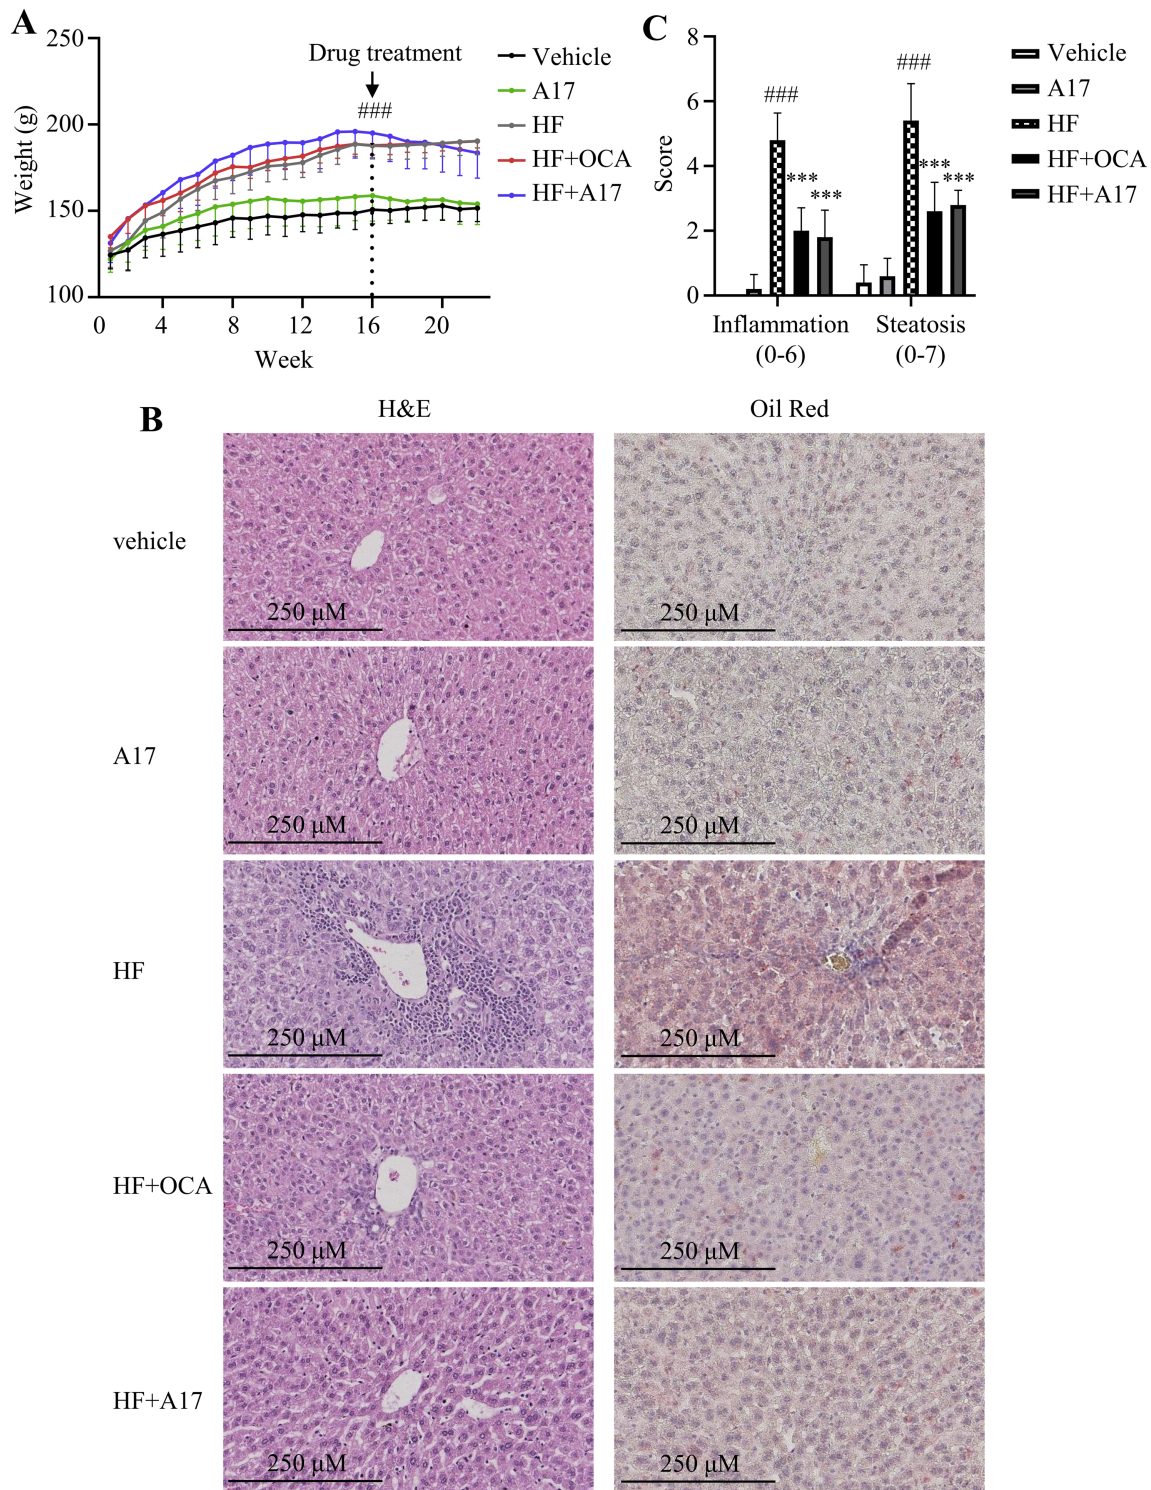 A
250
200
150
100
Weight (g)
0 4 8 12 16 20
Week
Drug treatment
###
Vehicle
A17
HF
HF+OCA
HF+A17
C
8
6
4
2
0
Score
###
***
***
###
***
***
Inflammation
(0-6)
Steatosis
(0-7)
Vehicle
A17
HF
HF+OCA
HF+A17
B
H&E Oil Red
vehicle
250 μM 250 μM
A17
250 μM 250 μM
HF
250 μM 250 μM
HF+OCA
250 μM 250 μM
HF+A17
250 μM 250 μM